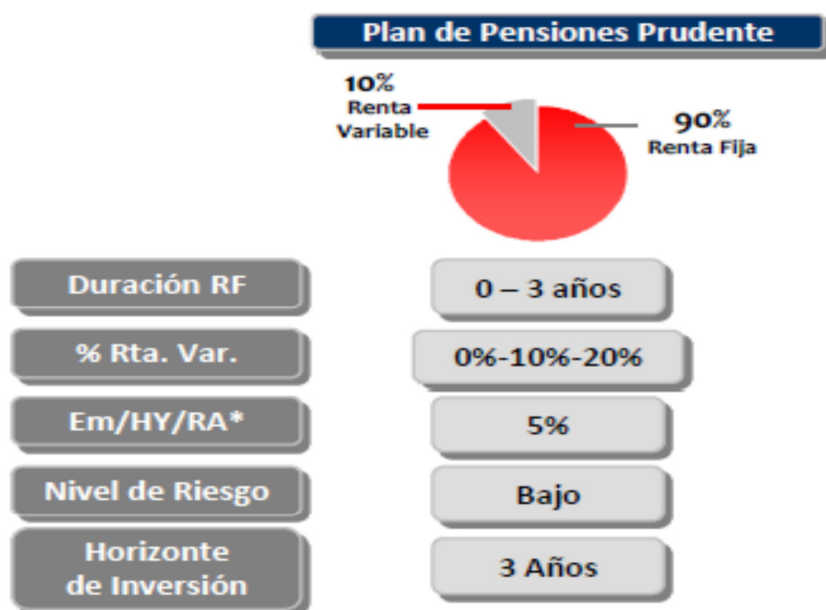 Plan de Pensiones Prudente
10%
Renta
Variable
90%
Renta Fija
Duración RF
0 – 3 años
% Rta. Var.
0%-10%-20%
Em/HY/RA*
5%
Nivel de Riesgo
Bajo
Horizonte
de Inversión
3 Años